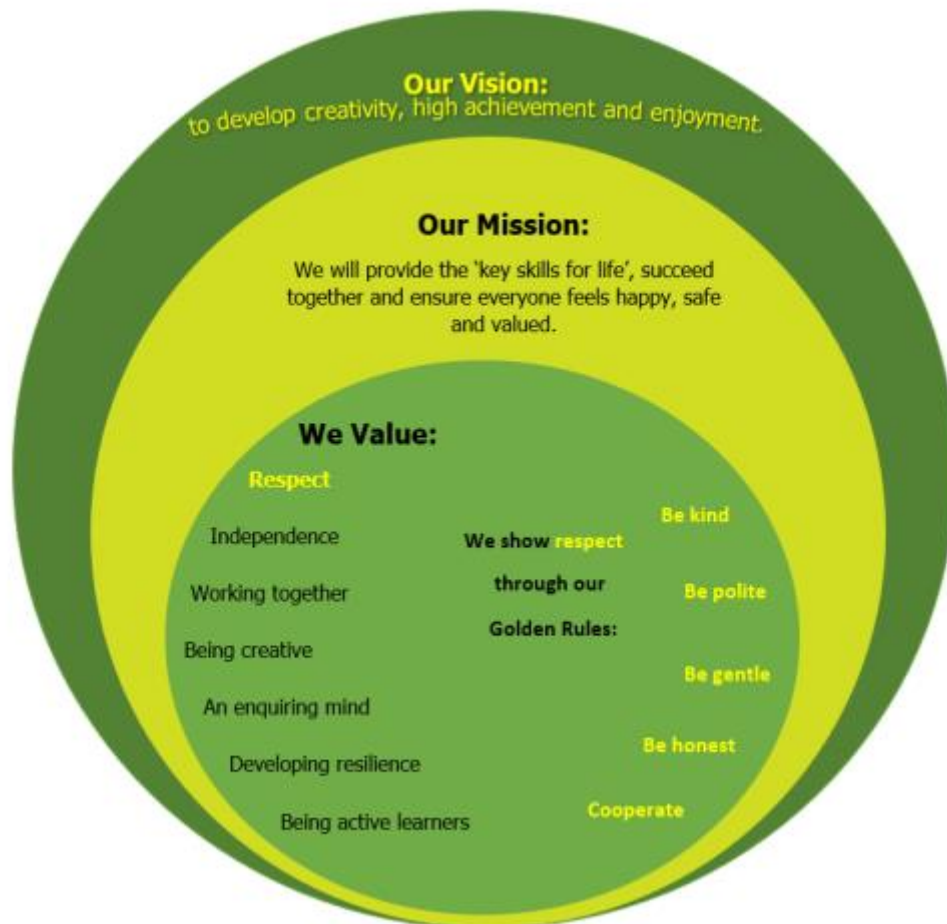 Our Vision:
to develop creativity, high achievement and enjoyment.
Our Mission:
We will provide the ‘key skills for life’, succeed
together and ensure everyone feels happy, safe
and valued.
We Value:
Respect
Independence
Working together
Being creative
An enquiring mind
Developing resilience
Being active learners
We show respect
through our
Golden Rules:
Be kind
Be polite
Be gentle
Be honest
Cooperate